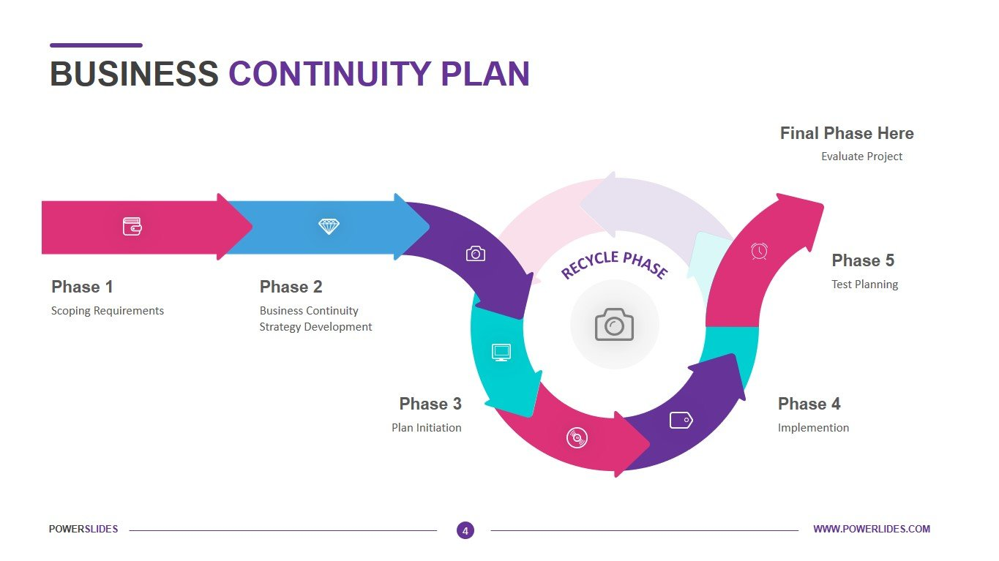 BUSINESS CONTINUITY PLAN
Final Phase Here
Evaluate Project
RECYCLE PHASE
Phase 1
Scoping Requirements
Phase 2
Business Continuity
Strategy Development
Phase 5
Test Planning
Phase 3
Plan Initiation
Phase 4
Implemention
POWERSLIDES
4
WWW.POWERLIDES.COM